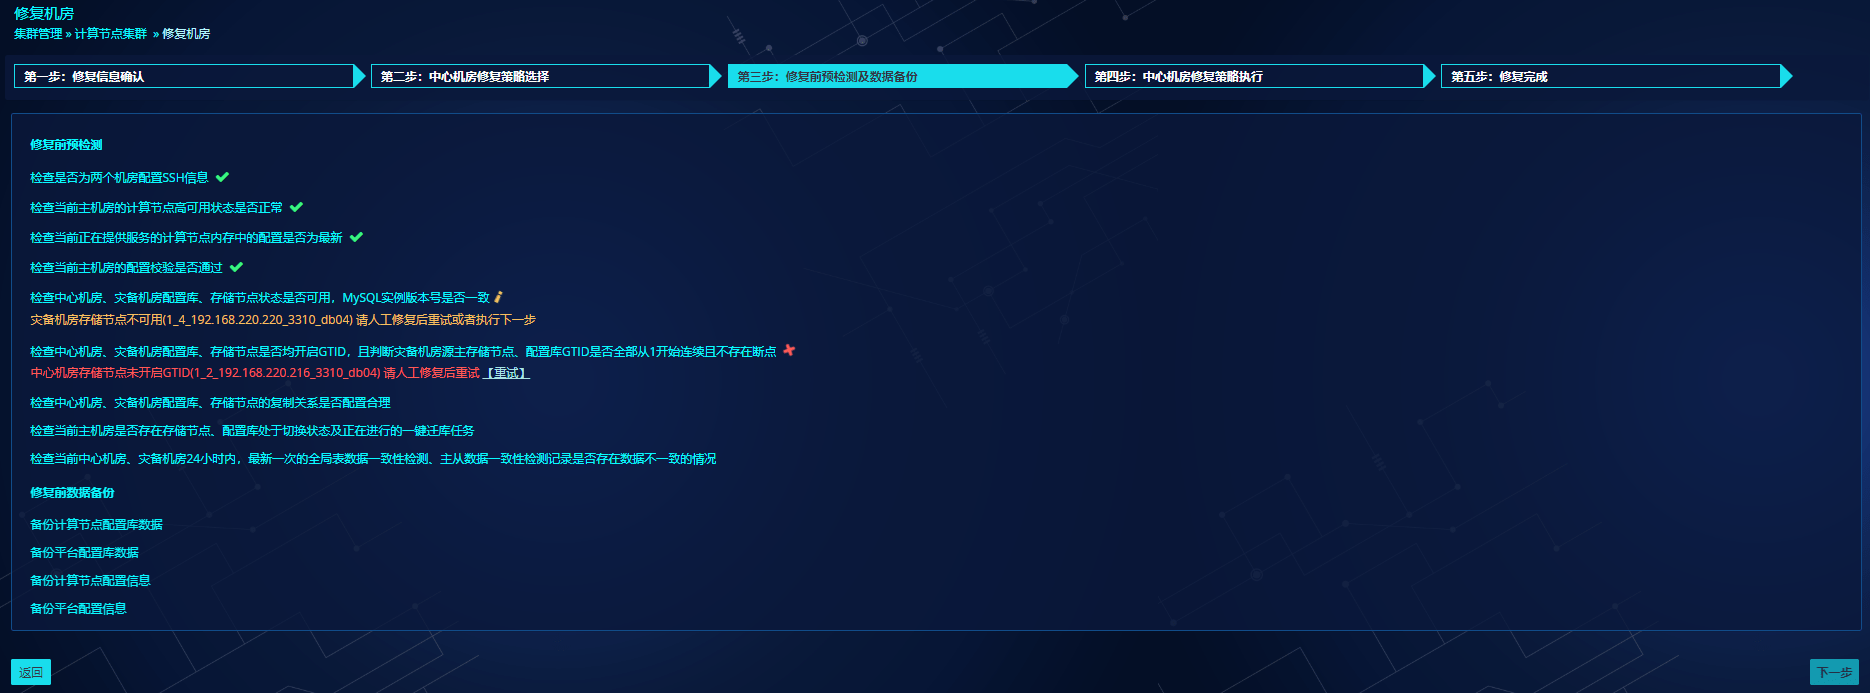 修复机房
集群管理 » 计算节点集群 » 修复机房
第一步：修复信息确认
第二步：中心机房修复策略选择
第三步：修复前预检测及数据备份
第四步：中心机房修复策略执行
第五步：修复完成
修复前预检测
检查是否为两个机房配置SSH信息
检查当前主机房的计算节点高可用状态是否正常
检查当前正在提供服务的计算节点内存中的配置是否为最新
检查当前主机房的配置校验是否通过
检查中心机房、灾备机房配置库、存储节点状态是否可用，MySQL实例版本号是否一致
灾备机房存储节点不可用(1_4_192.168.220.220_3310_db04) 请人工修复后重试或者执行下一步
检查中心机房、灾备机房配置库、存储节点是否均开启GTID，且判断灾备机房源主存储节点、配置库GTID是否全部从1开始连续且不存在断点
中心机房存储节点未开启GTID(1_2_192.168.220.216_3310_db04) 请人工修复后重试 【重试】
检查中心机房、灾备机房配置库、存储节点的复制关系是否配置合理
检查当前主机房是否存在存储节点、配置库处于切换状态及正在进行的一键迁库任务
检查当前中心机房、灾备机房24小时内，最新一次的全局表数据一致性检测、主从数据一致性检测记录是否存在数据不一致的情况
修复前数据备份
备份计算节点配置库数据
备份平台配置库数据
备份计算节点配置信息
备份平台配置信息
返回
下一步